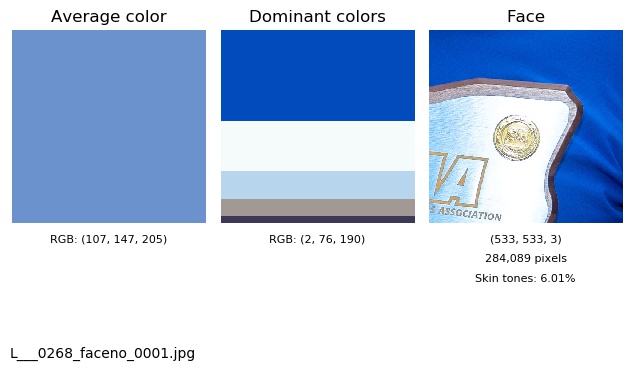 Average color
Dominant colors
Face
RGB: (107, 147, 205)
RGB: (2, 76, 190)
(533, 533, 3)
284,089 pixels
Skin tones: 6.01%
VA
ASSOCIATION
L___0268_faceno_0001.jpg